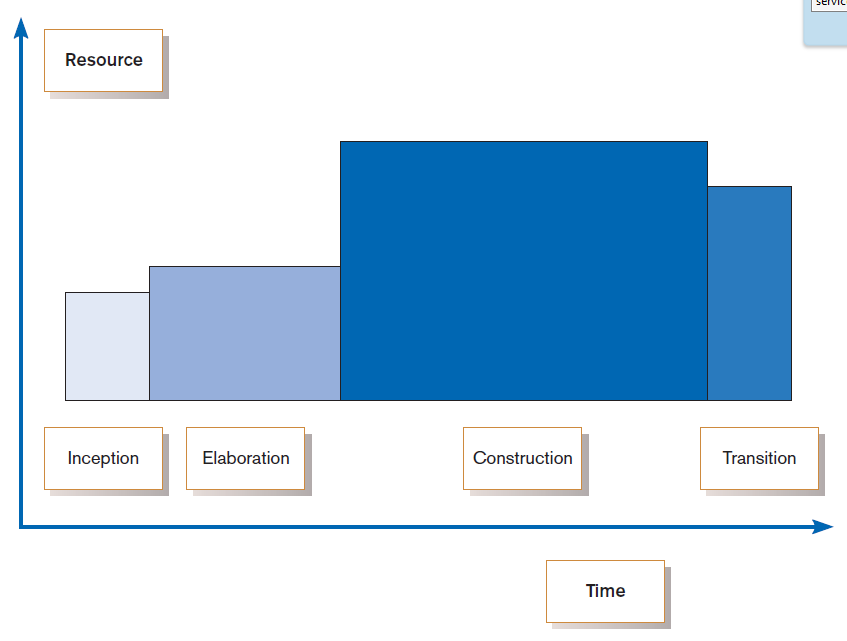 Resource
Inception
Elaboration
Construction
Transition
Time